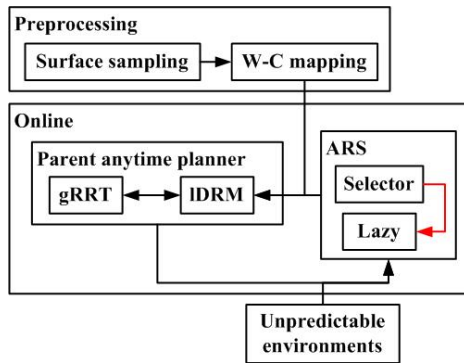 Preprocessing
Surface sampling
W-C mapping
Online
Parent anytime planner
gRRT
lDRM
ARS
Selector
Lazy
Unpredictable
environments